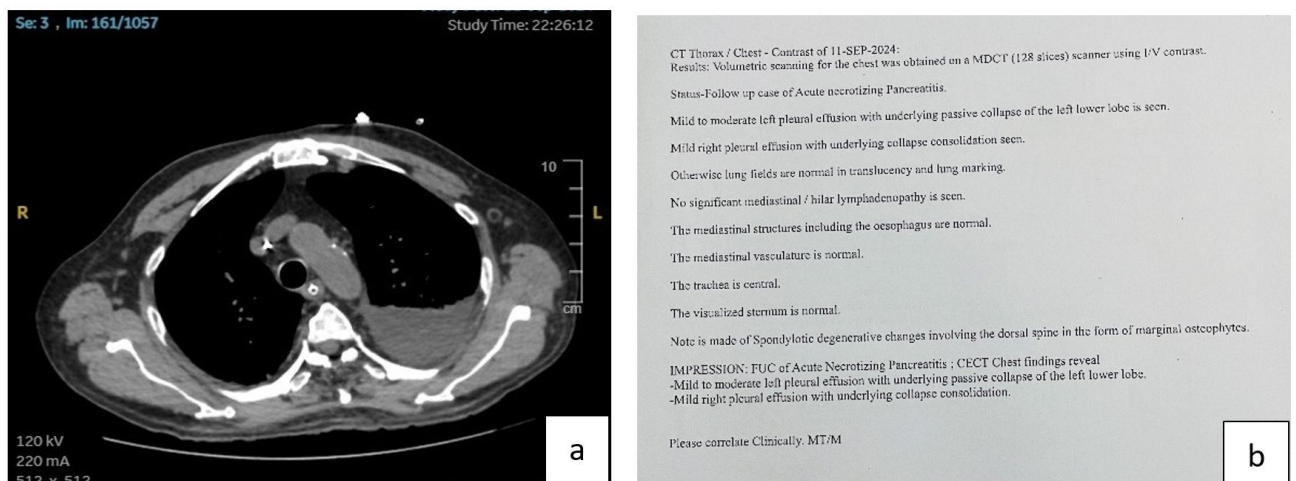 Se: 3 , Im: 161/1057
Study Time: 22:26:12
10
R
L
cm
120 kV
220 mA
512 x 512
a
CT Thorax / Chest - Contrast of 11-SEP-2024:
Results: Volumetric scanning for the chest was obtained on a MDCT (128 slices) scanner using I/V contrast.
Status-Follow up case of Acute necrotizing Pancreatitis.
Mild to moderate left pleural effusion with underlying passive collapse of the left lower lobe is seen.
Mild right pleural effusion with underlying collapse consolidation seen.
Otherwise lung fields are normal in translucency and lung marking.
No significant mediastinal / hilar lymphadenopathy is seen.
The mediastinal structures including the oesophagus are normal.
The mediastinal vasculature is normal.
The trachea is central.
The visualized sternum is normal.
Note is made of Spondylotic degenerative changes involving the dorsal spine in the form of marginal osteophytes.
IMPRESSION: FUC of Acute Necrotizing Pancreatitis ; CECT Chest findings reveal
-Mild to moderate left pleural effusion with underlying passive collapse of the left lower lobe.
-Mild right pleural effusion with underlying collapse consolidation.
Please correlate Clinically. MT/M
b